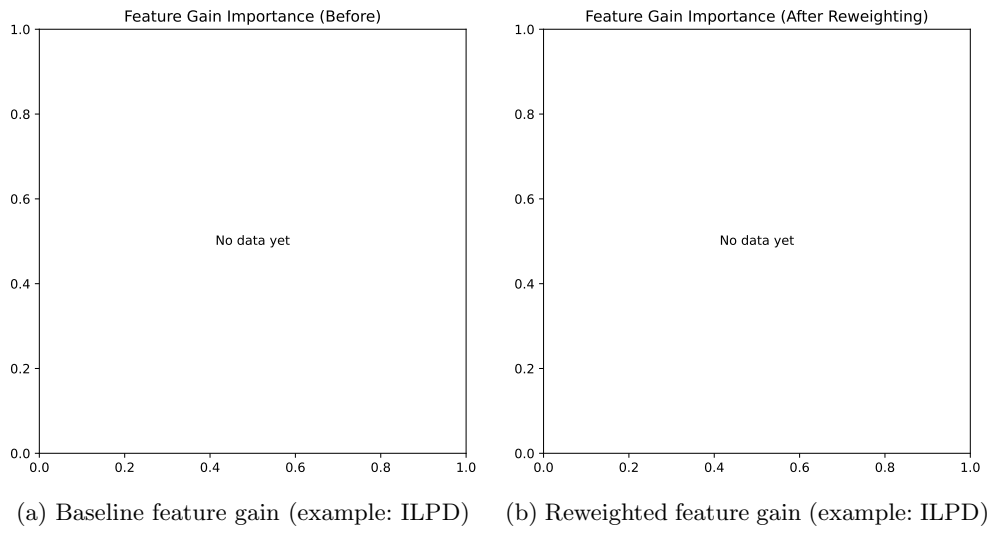 Feature Gain Importance (Before)
1.0
0.8
0.6
0.4
0.2
0.0
No data yet
0.0 0.2 0.4 0.6 0.8 1.0
(a) Baseline feature gain (example: ILPD)
Feature Gain Importance (After Reweighting)
1.0
0.8
0.6
0.4
0.2
0.0
No data yet
0.0 0.2 0.4 0.6 0.8 1.0
(b) Reweighted feature gain (example: ILPD)